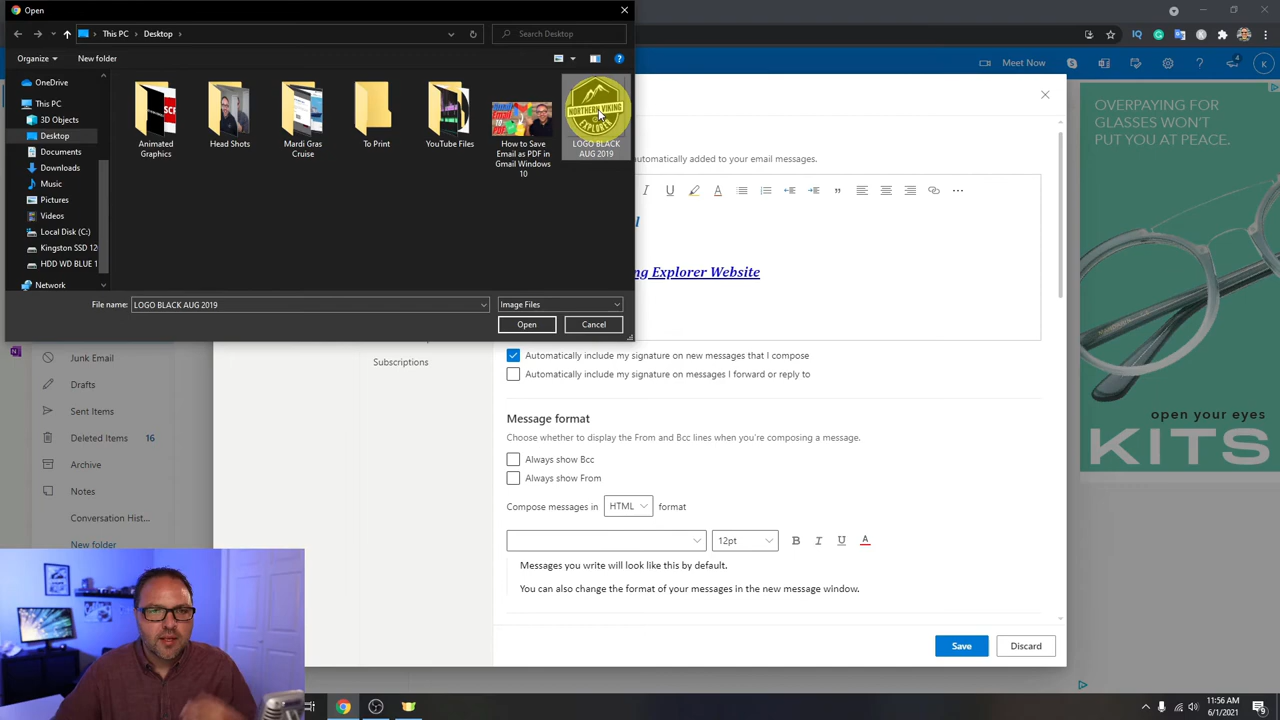 Open
This PC
Desktop
Search Desktop
Organize
New folder
OneDrive
This PC
3D Objects
Desktop
Documents
Downloads
Music
Pictures
Videos
Local Disk (C:)
Kingston SSD 12
HDD WD BLUE 1
Network
Animated
Graphics
Head Shots
Mardi Gras
Cruise
To Print
YouTube Files
How to Save
Email as PDF in
Gmail Windows
10
NORTHERN VIKING
EXPLORER
LOGO BLACK
AUG 2019
File name:
LOGO BLACK AUG 2019
Image Files
Open
Cancel
Meet Now
K
utomatically added to your email messages.
l
ng Explorer Website
Automatically include my signature on new messages that I compose
Automatically include my signature on messages I forward or reply to
Message format
Choose whether to display the From and Bcc lines when you're composing a message.
Always show Bcc
Always show From
Compose messages in HTML format
12pt
B I U A
Messages you write will look like this by default.
You can also change the format of your messages in the new message window.
Save
Discard
Subscriptions
Junk Email
Drafts
Sent Items
Deleted Items 16
Archive
Notes
Conversation Hist...
New folder
OVERPAYING FOR
GLASSES WON'T
PUT YOU AT PEACE.
open your eyes
KITS
11:56 AM
6/1/2021